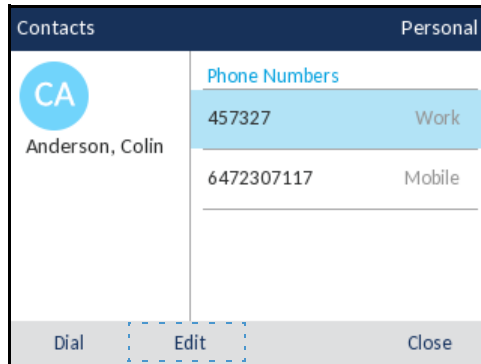 Contacts Personal
CA
Anderson, Colin
Phone Numbers
457327 Work
6472307117 Mobile
Dial Edit Close